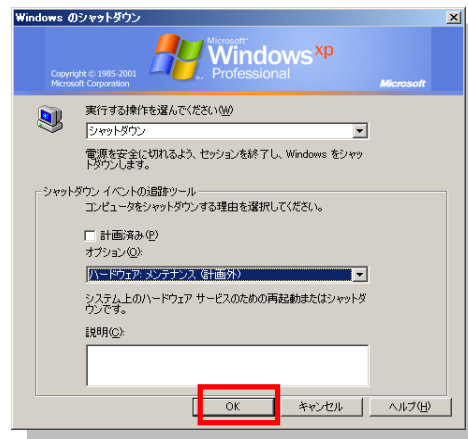 Windows のシャットダウン
Microsoft
Windows xp
Professional
Copyright © 1985-2001
Microsoft Corporation
Microsoft
実行する操作を選んでください(W)
シャットダウン
電源を安全に切れるよう、セッションを終了し、Windows をシャッ
トダウンします。
シャットダウン イベントの追跡ツール
コンピュータをシャットダウンする理由を選択してください。
計画済み(P)
オプション(O):
ハードウェア: メンテナンス (計画外)
システム上のハードウェア サービスのための再起動またはシャットダ
ウンです。
説明(C):
OK キャンセル ヘルプ(H)